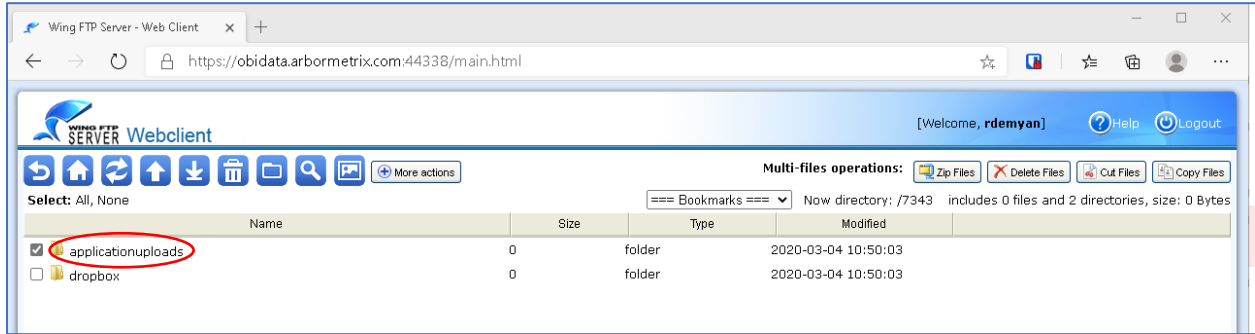 Wing FTP Server - Web Client
https://obidata.arbormetrix.com:44338/main.html
WING FTP SERVER Webclient
[Welcome, rdemyan] Help Logout
More actions Multi-files operations: Zip Files Delete Files Cut Files Copy Files
Select: All, None === Bookmarks === Now directory: /7343 includes 0 files and 2 directories, size: 0 Bytes
Name Size Type Modified
applicationuploads 0 folder 2020-03-04 10:50:03
dropbox 0 folder 2020-03-04 10:50:03